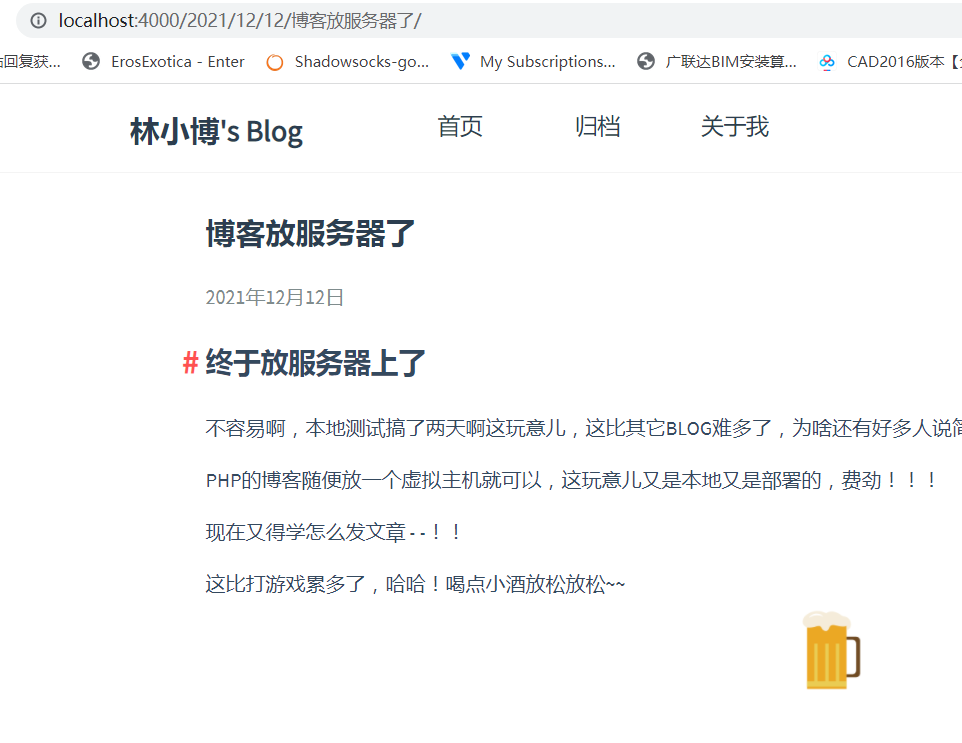 localhost:4000/2021/12/12/博客放服务器了/
回复获... ErosExotica - Enter Shadowsocks-go... My Subscriptions... 广联达BIM安装算... CAD2016版本【
林小博's Blog 首页 归档 关于我
博客放服务器了
2021年12月12日
# 终于放服务器上了
不容易啊，本地测试搞了两天啊这玩意儿，这比其它BLOG难多了，为啥还有好多人说简
PHP的博客随便放一个虚拟主机就可以，这玩意儿又是本地又是部署的，费劲！！！
现在又得学怎么发文章--！！
这比打游戏累多了，哈哈！喝点小酒放松放松~~